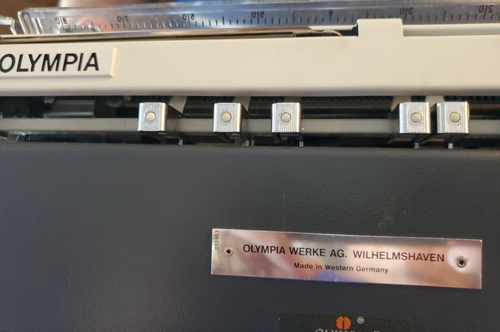 OLYMPIA
OLYMPIA WERKE AG. WILHELMSHAVEN
Made in Western Germany